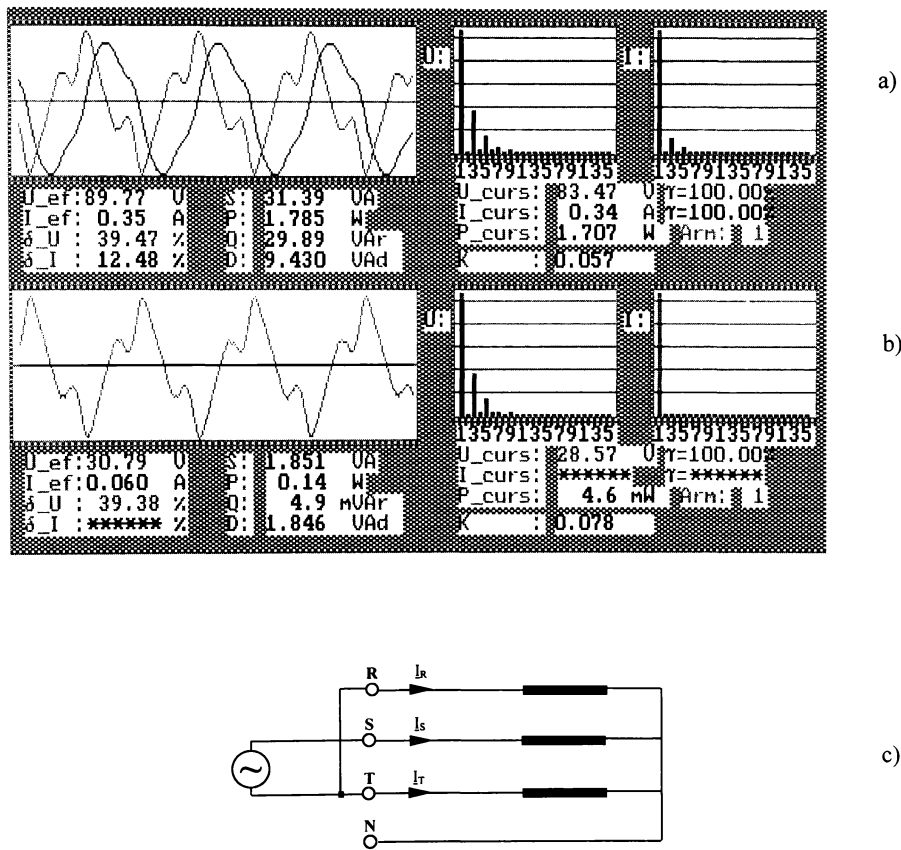 U: I:
a)
1357913579135 1357913579135
U_ef:89.77 V S: 31.39 VA U_curs: 83.47 V γ=100.00%
I_ef: 0.35 A P: 1.785 W I_curs: 0.34 A γ=100.00%
δ_U : 39.47 % Q: 29.89 VAr P_curs: 1.707 W Arm: 1
δ_I : 12.48 % D: 9.430 VAd K : 0.057
U: I:
b)
1357913579135 1357913579135
U_ef:30.79 V S: 1.851 VA U_curs: 28.57 V γ=100.00%
I_ef:0.060 A P: 0.14 W I_curs: ****** A γ=******
δ_U : 39.38 % Q: 4.9 mVAr P_curs: 4.6 mW Arm: 1
δ_I :****** % D: 1.846 VAd K : 0.078
R I_R
S I_S
c)
T I_T
N